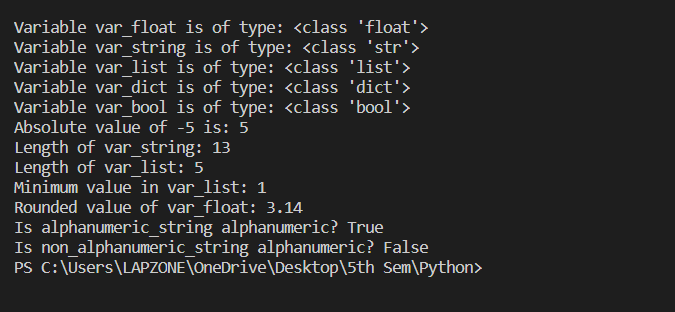 Variable var_float is of type: <class 'float'>
Variable var_string is of type: <class 'str'>
Variable var_list is of type: <class 'list'>
Variable var_dict is of type: <class 'dict'>
Variable var_bool is of type: <class 'bool'>
Absolute value of -5 is: 5
Length of var_string: 13
Length of var_list: 5
Minimum value in var_list: 1
Rounded value of var_float: 3.14
Is alphanumeric_string alphanumeric? True
Is non_alphanumeric_string alphanumeric? False
PS C:\Users\LAPZONE\OneDrive\Desktop\5th Sem\Python>